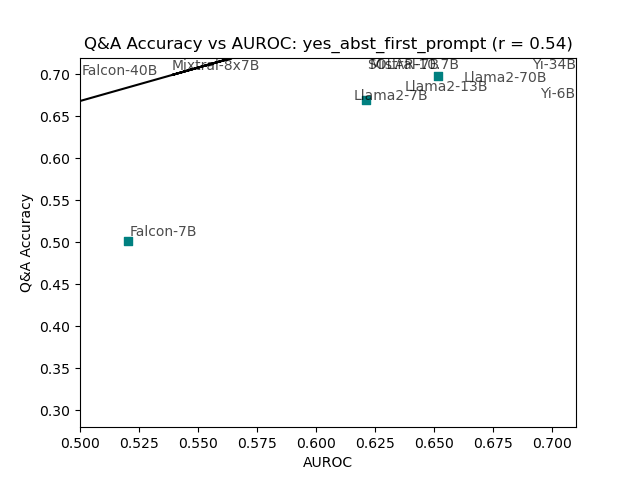 Q&A Accuracy vs AUROC: yes_abst_first_prompt (r = 0.54)
Falcon-40B
Mixtral-8x7B
Yi-34B
Llama2-70B
Llama2-13B
Llama2-7B
Yi-6B
Falcon-7B
0.70
0.65
0.60
0.55
0.50
0.45
0.40
0.35
0.30
Q&A Accuracy
0.500 0.525 0.550 0.575 0.600 0.625 0.650 0.675 0.700
AUROC